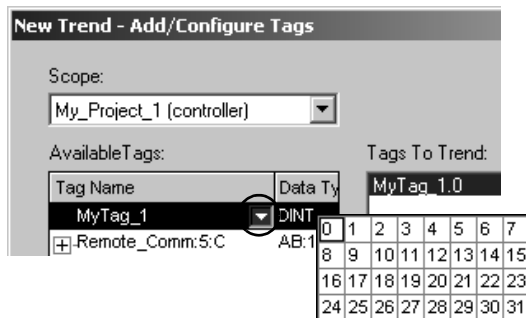 New Trend - Add/Configure Tags
Scope:
My_Project_1 (controller)
AvailableTags:
Tags To Trend:
Tag Name Data Ty
MyTag_1.0
MyTag_1 DINT
Remote_Comm:5:C AB:1
0 1 2 3 4 5 6 7
8 9 10 11 12 13 14 15
16 17 18 19 20 21 22 23
24 25 26 27 28 29 30 31